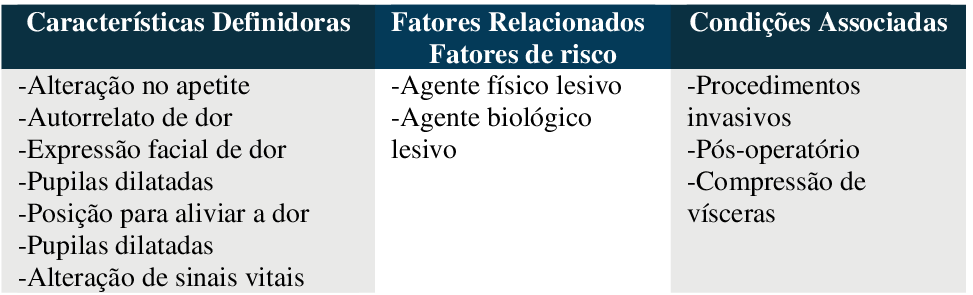 Características Definidoras
Fatores Relacionados
Fatores de risco
Condições Associadas
-Alteração no apetite
-Autorrelato de dor
-Expressão facial de dor
-Pupilas dilatadas
-Posição para aliviar a dor
-Pupilas dilatadas
-Alteração de sinais vitais
-Agente físico lesivo
-Agente biológico
lesivo
-Procedimentos
invasivos
-Pós-operatório
-Compressão de
vísceras